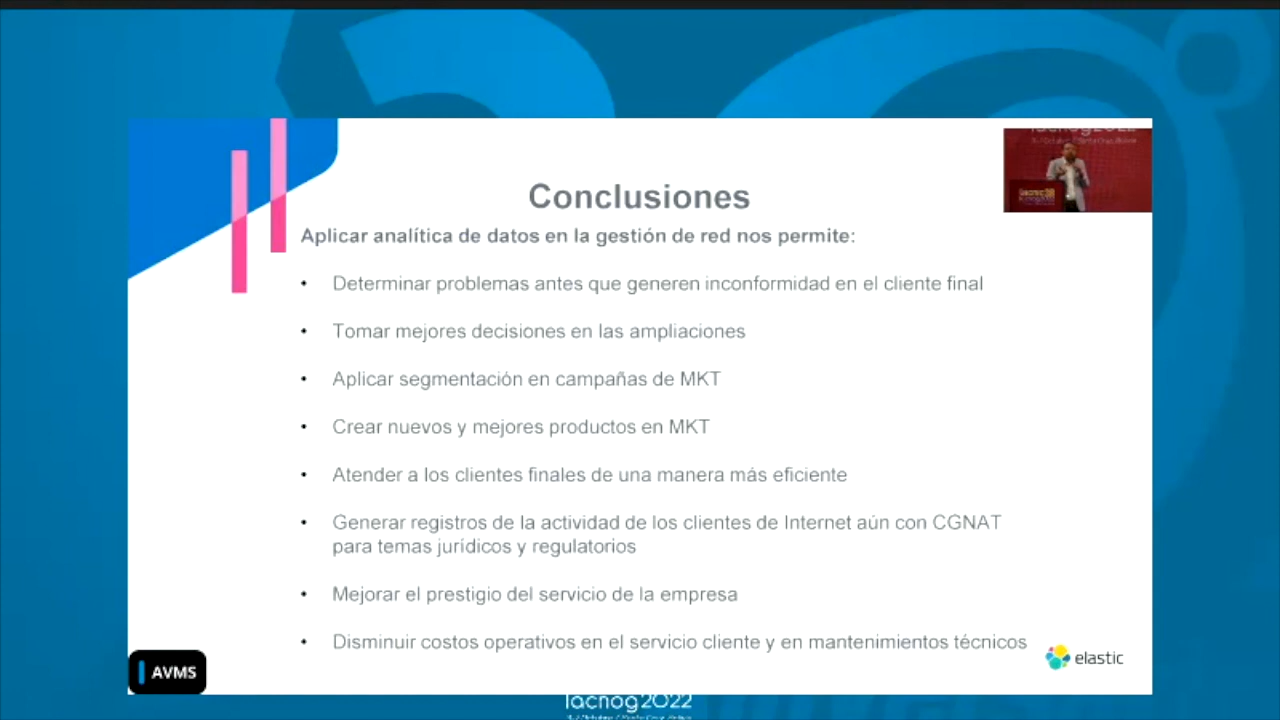 Conclusiones
Aplicar analítica de datos en la gestión de red nos permite:
• Determinar problemas antes que generen inconformidad en el cliente final
• Tomar mejores decisiones en las ampliaciones
• Aplicar segmentación en campañas de MKT
• Crear nuevos y mejores productos en MKT
• Atender a los clientes finales de una manera más eficiente
• Generar registros de la actividad de los clientes de Internet aún con CGNAT
para temas jurídicos y regulatorios
• Mejorar el prestigio del servicio de la empresa
• Disminuir costos operativos en el servicio cliente y en mantenimientos técnicos
elastic
AVMS
lacnog2022